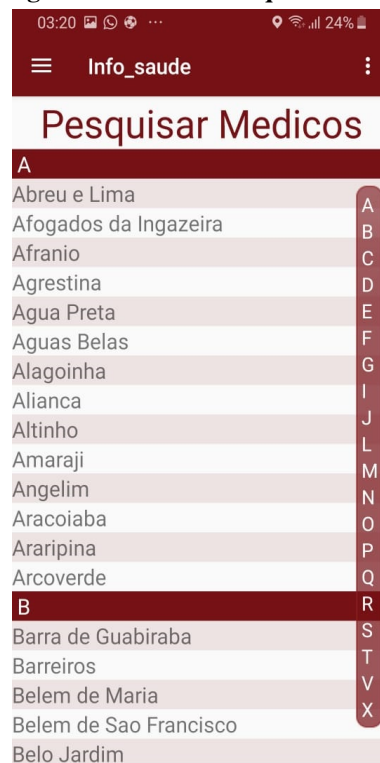 03:20 ... 24%
Info_saude
Pesquisar Medicos
A
Abreu e Lima
Afogados da Ingazeira
Afranio
Agrestina
Agua Preta
Aguas Belas
Alagoinha
Alianca
Altinho
Amaraji
Angelim
Aracoiaba
Araripina
Arcoverde
B
Barra de Guabiraba
Barreiros
Belem de Maria
Belem de Sao Francisco
Belo Jardim
A
B
C
D
E
F
G
I
J
L
M
N
O
P
Q
R
S
T
V
X